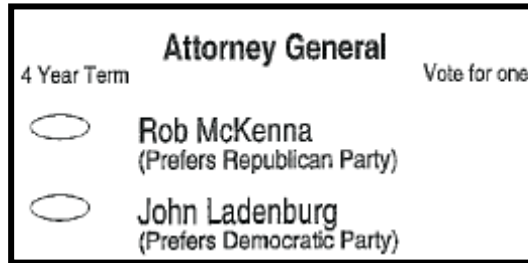 Attorney General
4 Year Term
Vote for one
Rob McKenna
(Prefers Republican Party)
John Ladenburg
(Prefers Democratic Party)